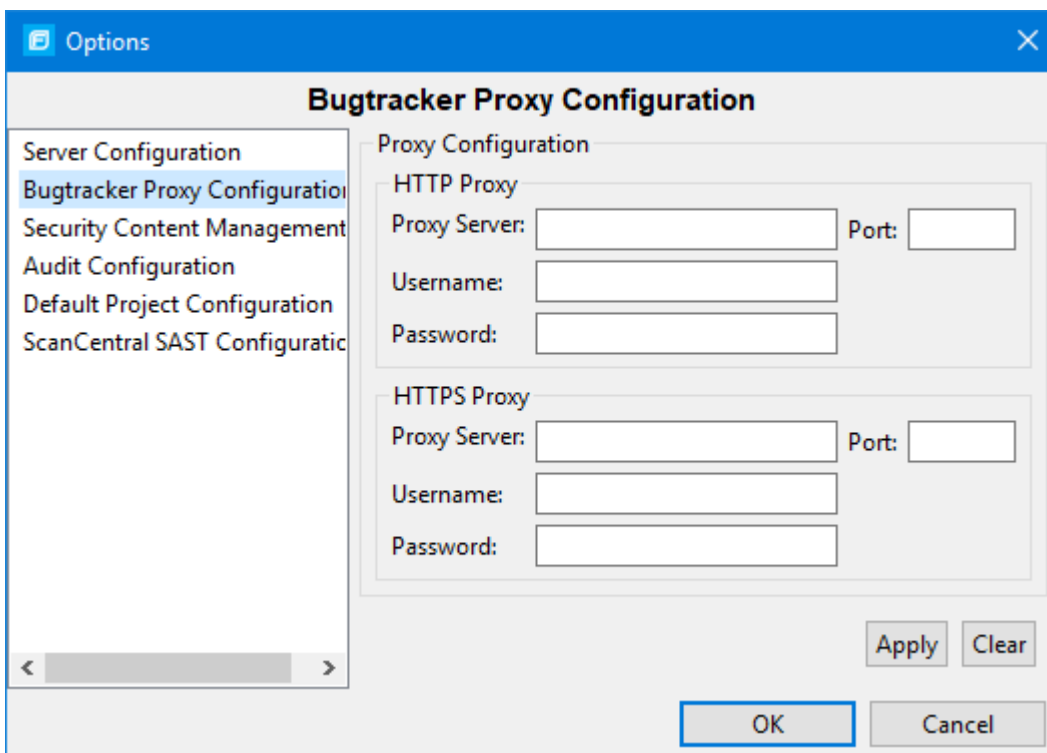 Options
Bugtracker Proxy Configuration
Server Configuration
Bugtracker Proxy Configuration
Security Content Management
Audit Configuration
Default Project Configuration
ScanCentral SAST Configuratic
Proxy Configuration
HTTP Proxy
Proxy Server: Port:
Username:
Password:
HTTPS Proxy
Proxy Server: Port:
Username:
Password:
Apply Clear
OK Cancel